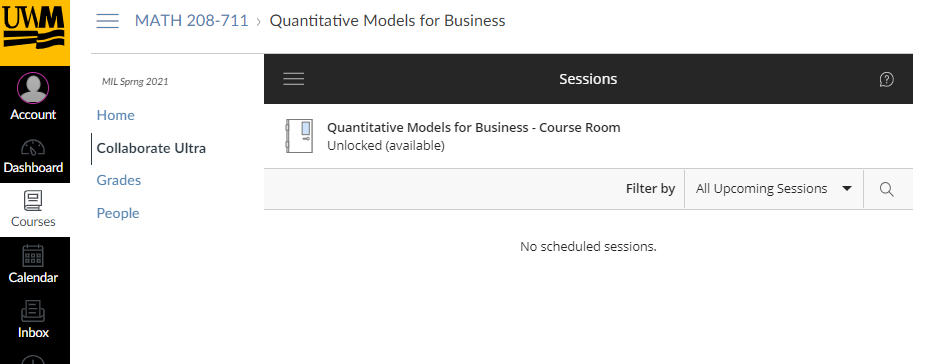 UWM
MATH 208-711 › Quantitative Models for Business
MIL Sprng 2021
Account
Dashboard
Courses
Calendar
Inbox
Home
Collaborate Ultra
Grades
People
Sessions
Quantitative Models for Business - Course Room
Unlocked (available)
Filter by All Upcoming Sessions
No scheduled sessions.